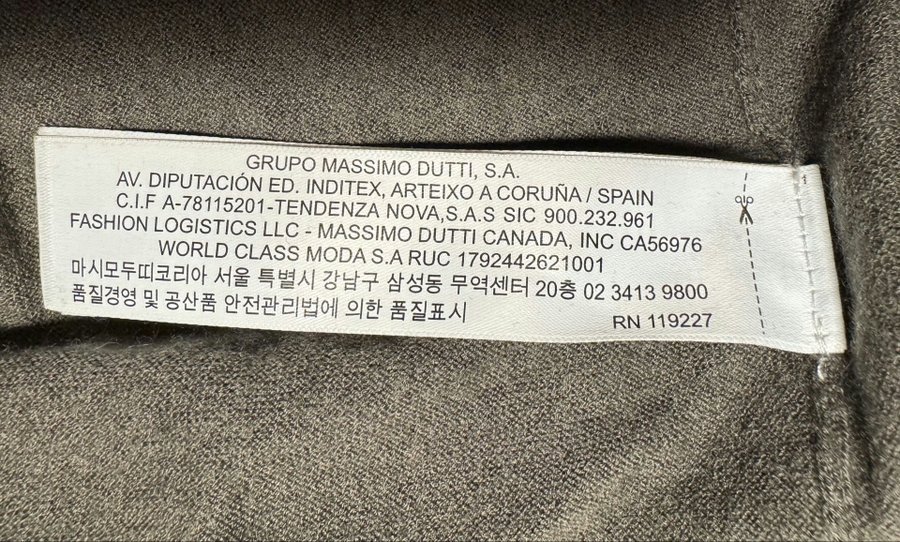 GRUPO MASSIMO DUTTI, S.A.
AV. DIPUTACIÓN ED. INDITEX, ARTEIXO A CORUÑA / SPAIN
C.I.F A-78115201-TENDENZA NOVA,S.A.S SIC 900.232.961
FASHION LOGISTICS LLC - MASSIMO DUTTI CANADA, INC CA56976
WORLD CLASS MODA S.A RUC 1792442621001
마시모두띠코리아 서울 특별시 강남구 삼성동 무역센터 20층 02 3413 9800
품질경영 및 공산품 안전관리법에 의한 품질표시
RN 119227